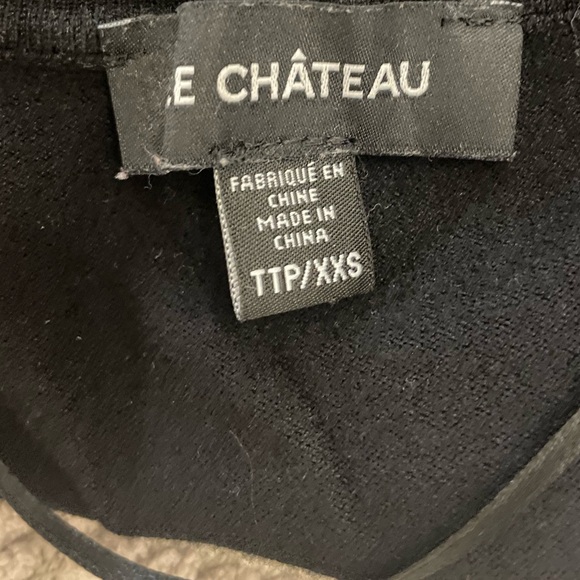 LE CHÂTEAU
FABRIQUÉ EN
CHINE
MADE IN
CHINA
TTP/XXS